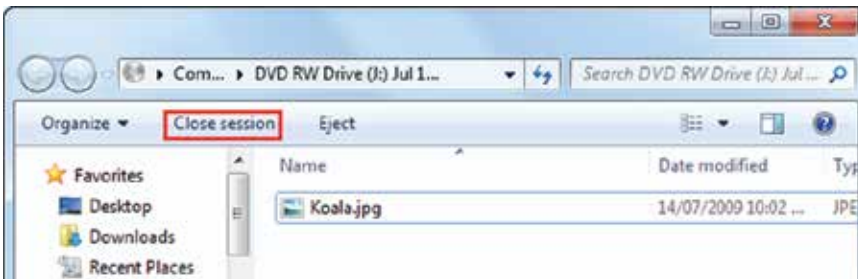 Com... DVD RW Drive (J:) Jul 1... Search DVD RW Drive (J:) Jul ...
Organize Close session Eject
Favorites Name Date modified Typ
Desktop Koala.jpg 14/07/2009 10:02 ... JPE
Downloads
Recent Places